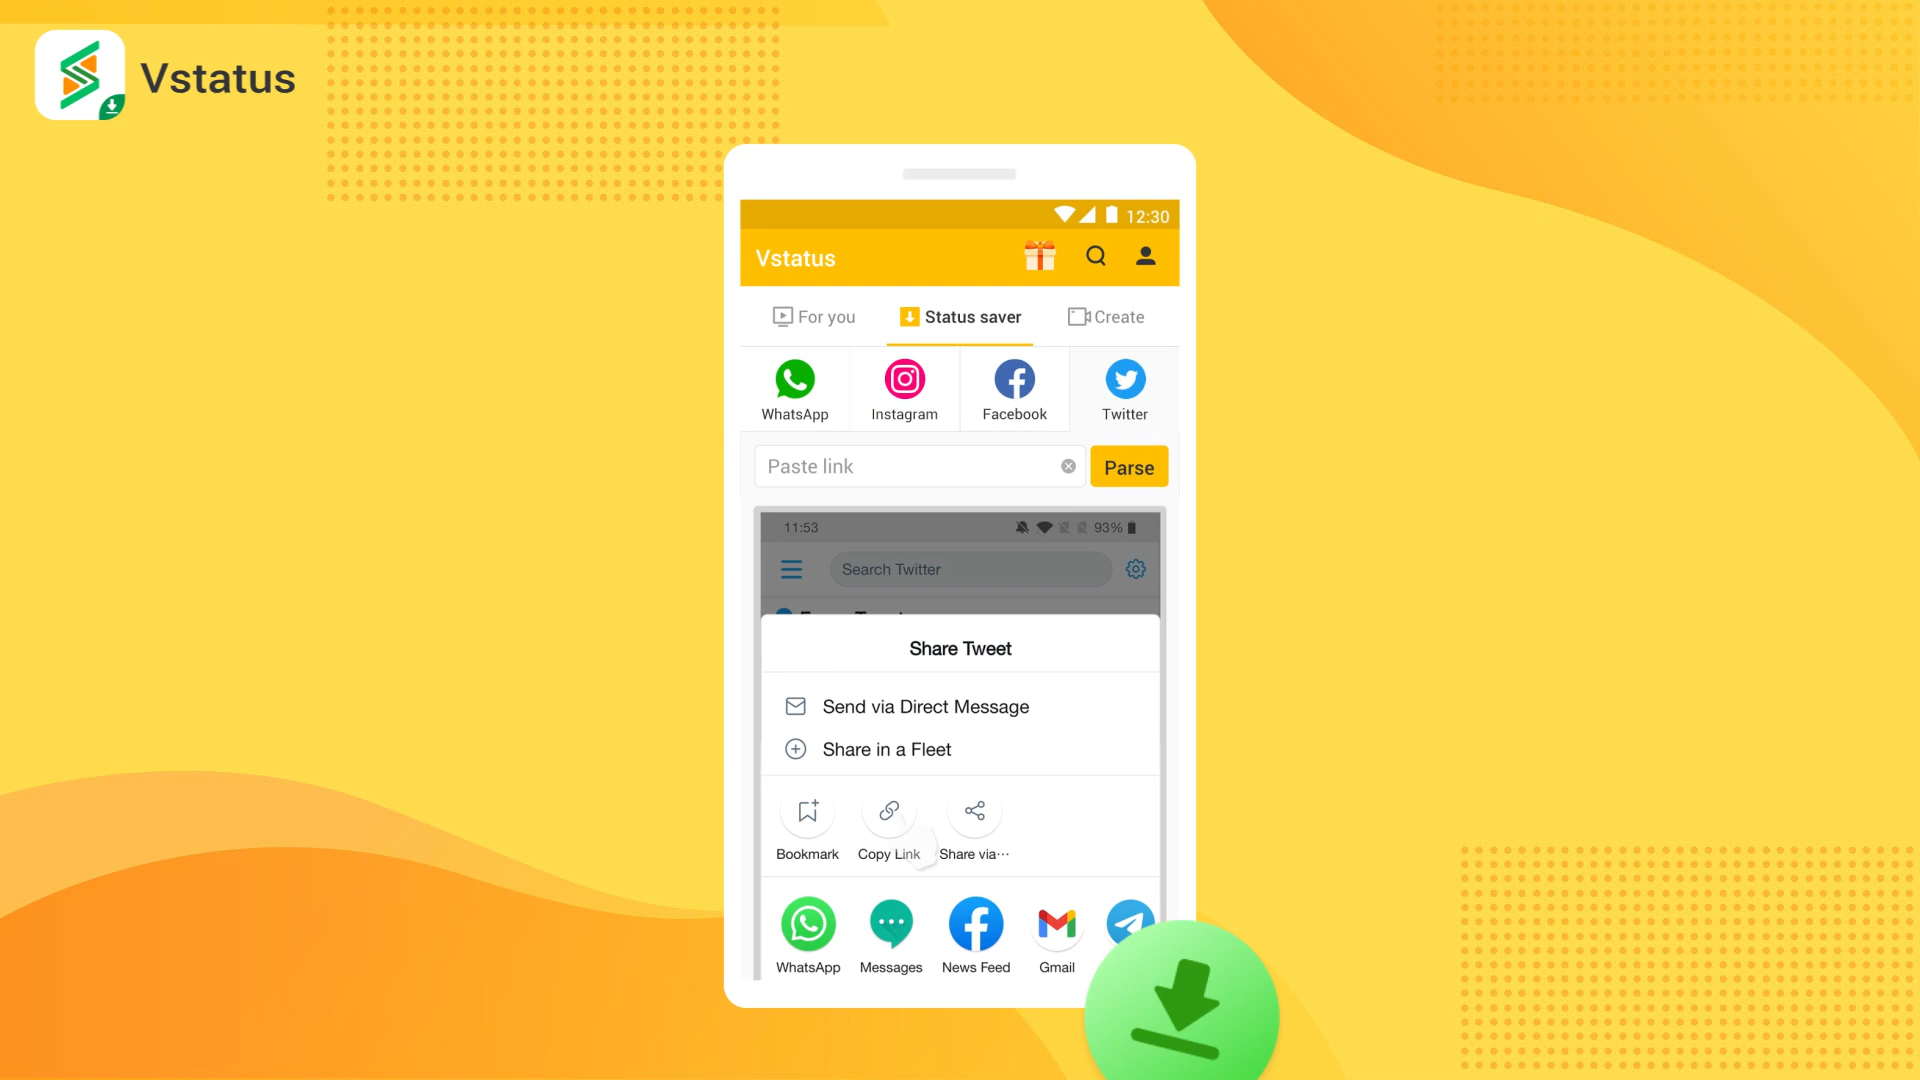 Vstatus
12:30
Vstatus
For you
Status saver
Create
WhatsApp
Instagram
Facebook
Twitter
Paste link
Parse
11:53
93%
Search Twitter
Share Tweet
Send via Direct Message
Share in a Fleet
Bookmark
Copy Link
Share via···
WhatsApp
Messages
News Feed
Gmail